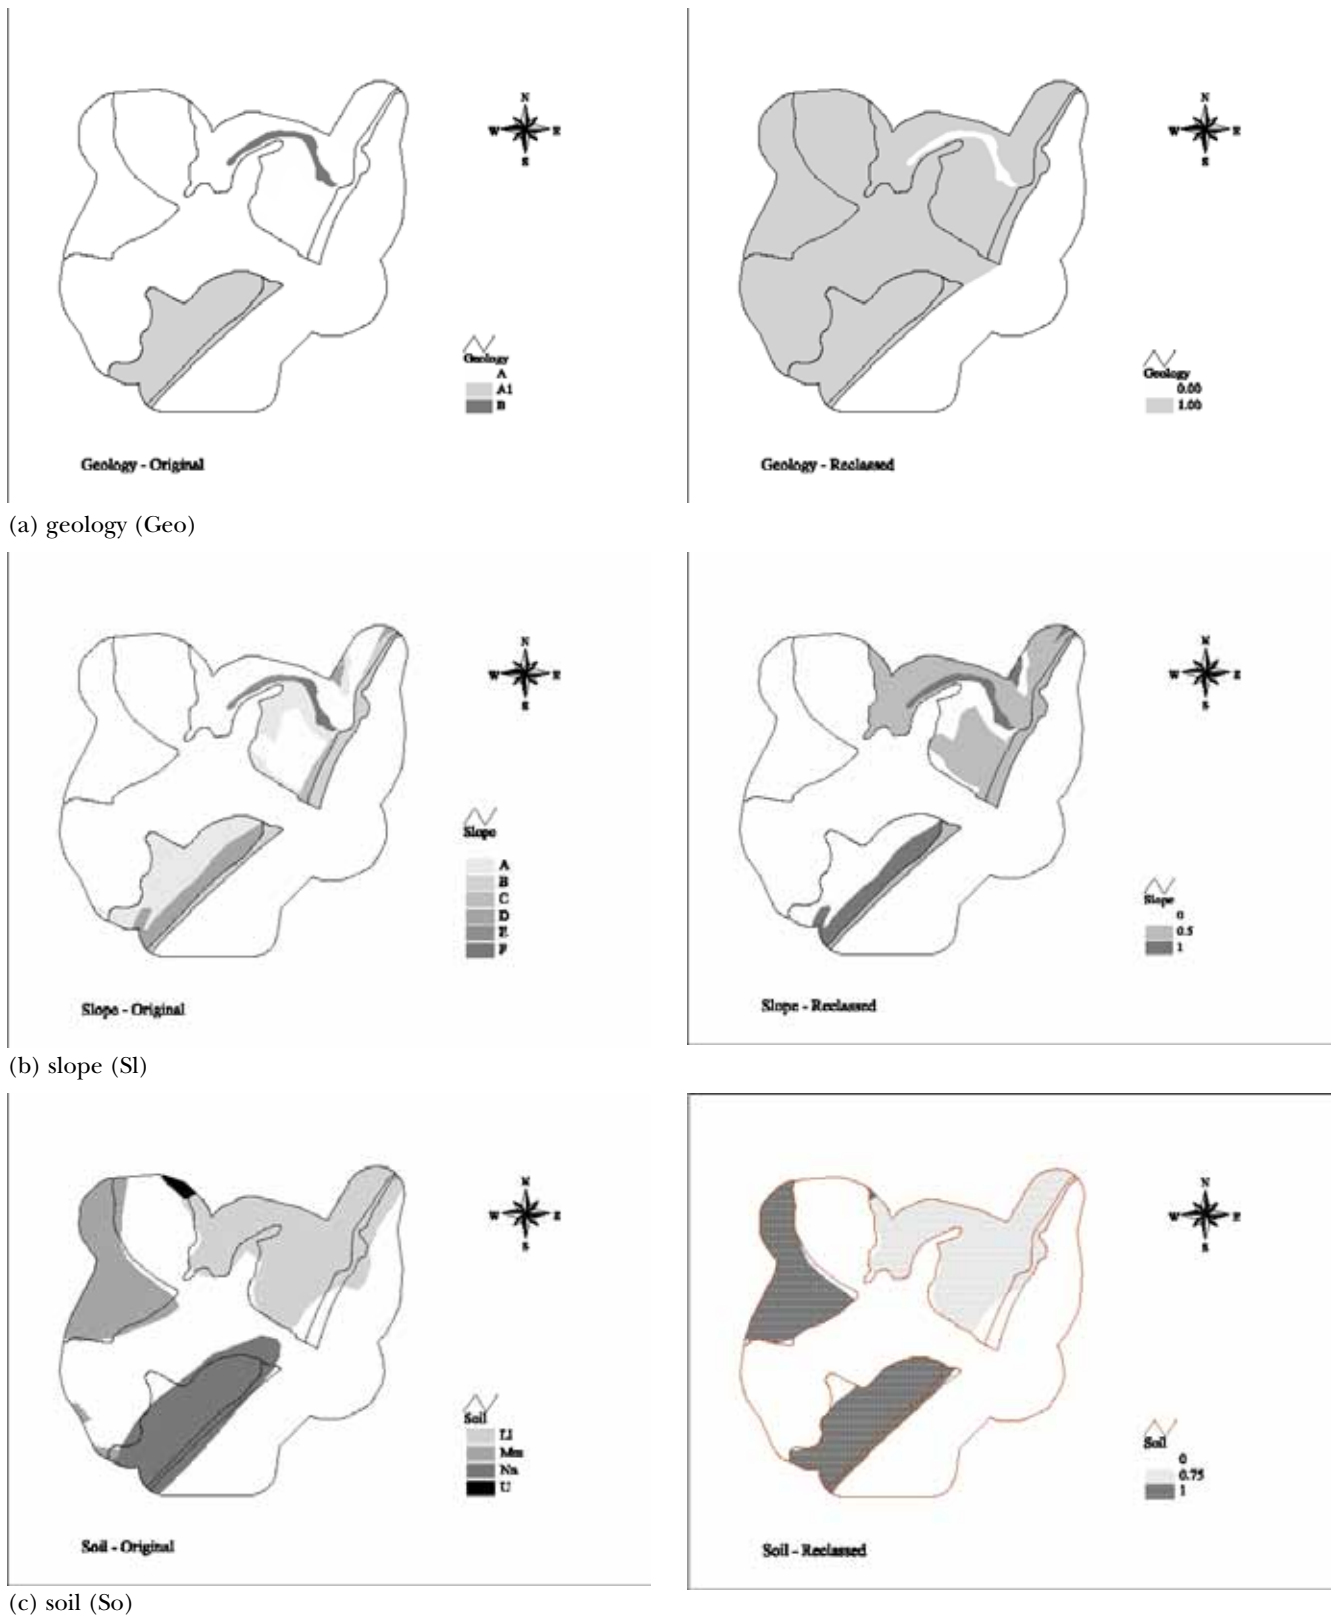 N
W E
S
Geology
A
A1
B
Geology - Original
N
W E
S
Geology
0.00
1.00
Geology - Reclassed
(a) geology (Geo)
N
W E
S
Slope
A
B
C
D
E
F
Slope - Original
N
W E
S
Slope
0
0.5
1
Slope - Reclassed
(b) slope (Sl)
N
W E
S
Soil
Ll
Mm
Na
U
Soil - Original
N
W E
S
Soil
0
0.75
1
Soil - Reclassed
(c) soil (So)